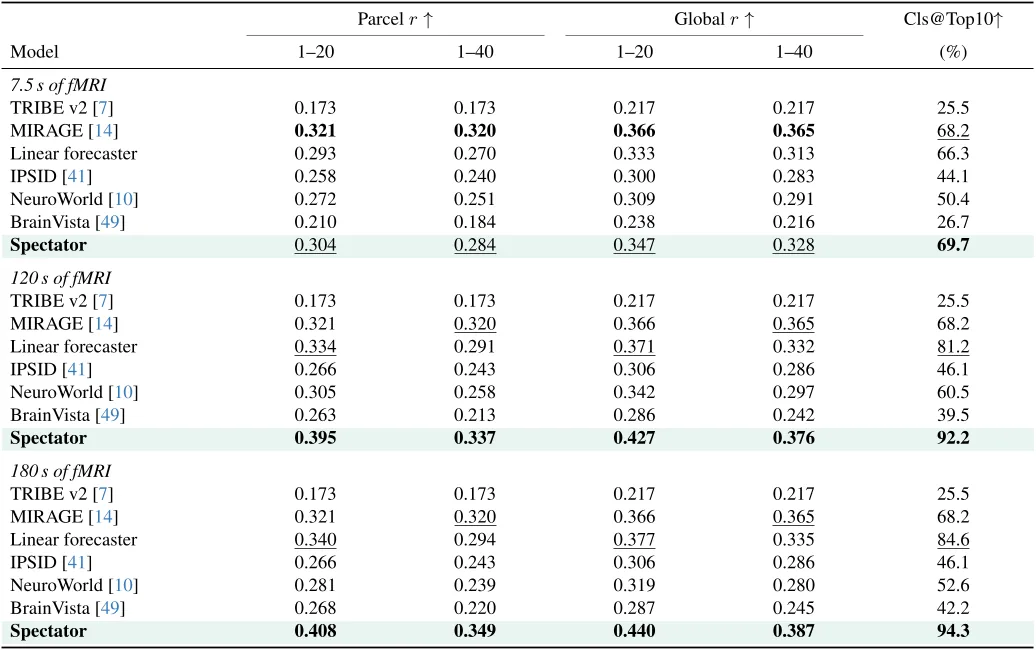 Parcel r ↑ Global r ↑ Cls@Top10↑
Model 1–20 1–40 1–20 1–40 (%)
7.5 s of fMRI
TRIBE v2 [7] 0.173 0.173 0.217 0.217 25.5
MIRAGE [14] 0.321 0.320 0.366 0.365 68.2
Linear forecaster 0.293 0.270 0.333 0.313 66.3
IPSID [41] 0.258 0.240 0.300 0.283 44.1
NeuroWorld [10] 0.272 0.251 0.309 0.291 50.4
BrainVista [49] 0.210 0.184 0.238 0.216 26.7
Spectator 0.304 0.284 0.347 0.328 69.7
120 s of fMRI
TRIBE v2 [7] 0.173 0.173 0.217 0.217 25.5
MIRAGE [14] 0.321 0.320 0.366 0.365 68.2
Linear forecaster 0.334 0.291 0.371 0.332 81.2
IPSID [41] 0.266 0.243 0.306 0.286 46.1
NeuroWorld [10] 0.305 0.258 0.342 0.297 60.5
BrainVista [49] 0.263 0.213 0.286 0.242 39.5
Spectator 0.395 0.337 0.427 0.376 92.2
180 s of fMRI
TRIBE v2 [7] 0.173 0.173 0.217 0.217 25.5
MIRAGE [14] 0.321 0.320 0.366 0.365 68.2
Linear forecaster 0.340 0.294 0.377 0.335 84.6
IPSID [41] 0.266 0.243 0.306 0.286 46.1
NeuroWorld [10] 0.281 0.239 0.319 0.280 52.6
BrainVista [49] 0.268 0.220 0.287 0.245 42.2
Spectator 0.408 0.349 0.440 0.387 94.3